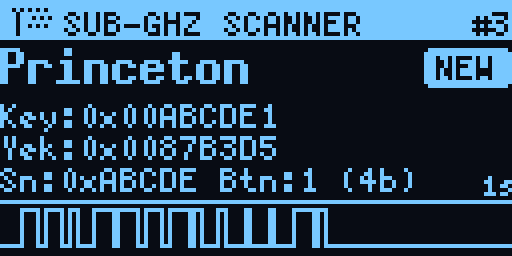 SUB-GHZ SCANNER #3
Princeton NEW
Key:0x00ABCDE1
Yek:0x0087B3D5
Sn:0xABCDE Btn:1 (4b) 1s